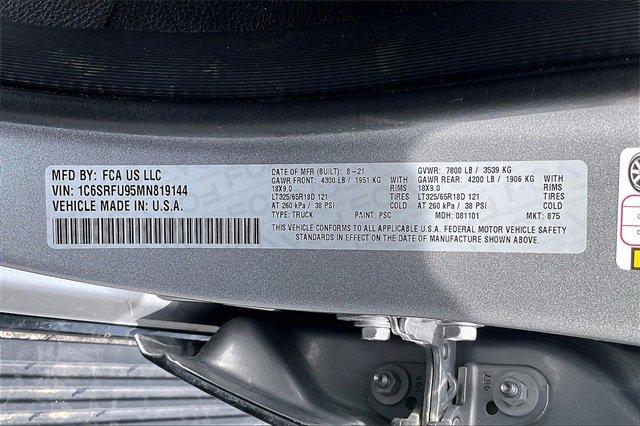 MFD BY: FCA US LLC
VIN: 1C6SRFU95MN819144
VEHICLE MADE IN: U.S.A.
DATE OF MFR (BUILT): 8-21 GVWR: 7800 LB / 3539 KG
GAWR FRONT: 4300 LB / 1951 KG WITH GAWR REAR: 4200 LB / 1906 KG WITH
18X9.0 RIMS 18X9.0 RIMS
LT325/65R18D 121 TIRES LT325/65R18D 121 TIRES
AT 260 kPa / 38 PSI COLD AT 260 kPa / 38 PSI COLD
TYPE: TRUCK PAINT: PSC MDH: 081101 MKT: 875
THIS VEHICLE CONFORMS TO ALL APPLICABLE U.S.A. FEDERAL MOTOR VEHICLE SAFETY
STANDARDS IN EFFECT ON THE DATE OF MANUFACTURE SHOWN ABOVE.